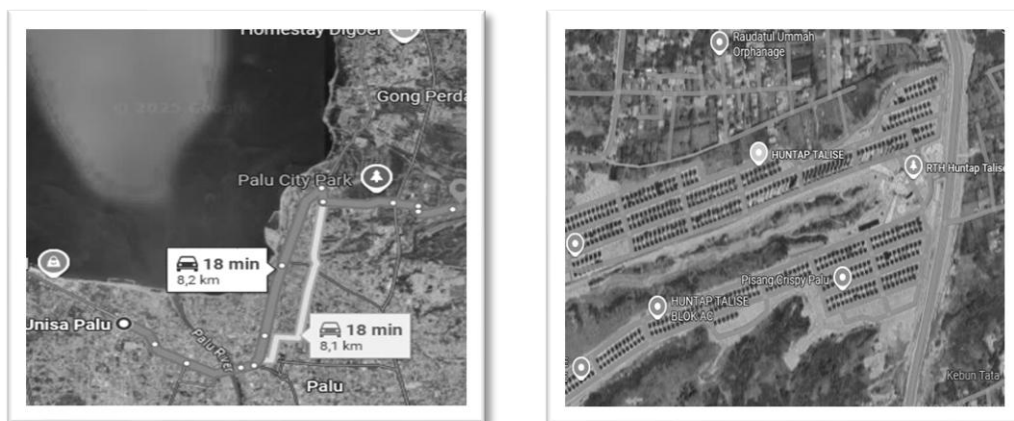 Homestay Digoer
© 2025 Google
Gong Perda
Palu City Park
18 min
8,2 km
Unisa Palu
Palu River
18 min
8,1 km
Palu
Raudatul Ummah
Orphanage
HUNTAP TALISE
RTH Huntap Talise
Pisang Crispy Palu
HUNTAP TALISE
BLOK AC
Kebun Tata